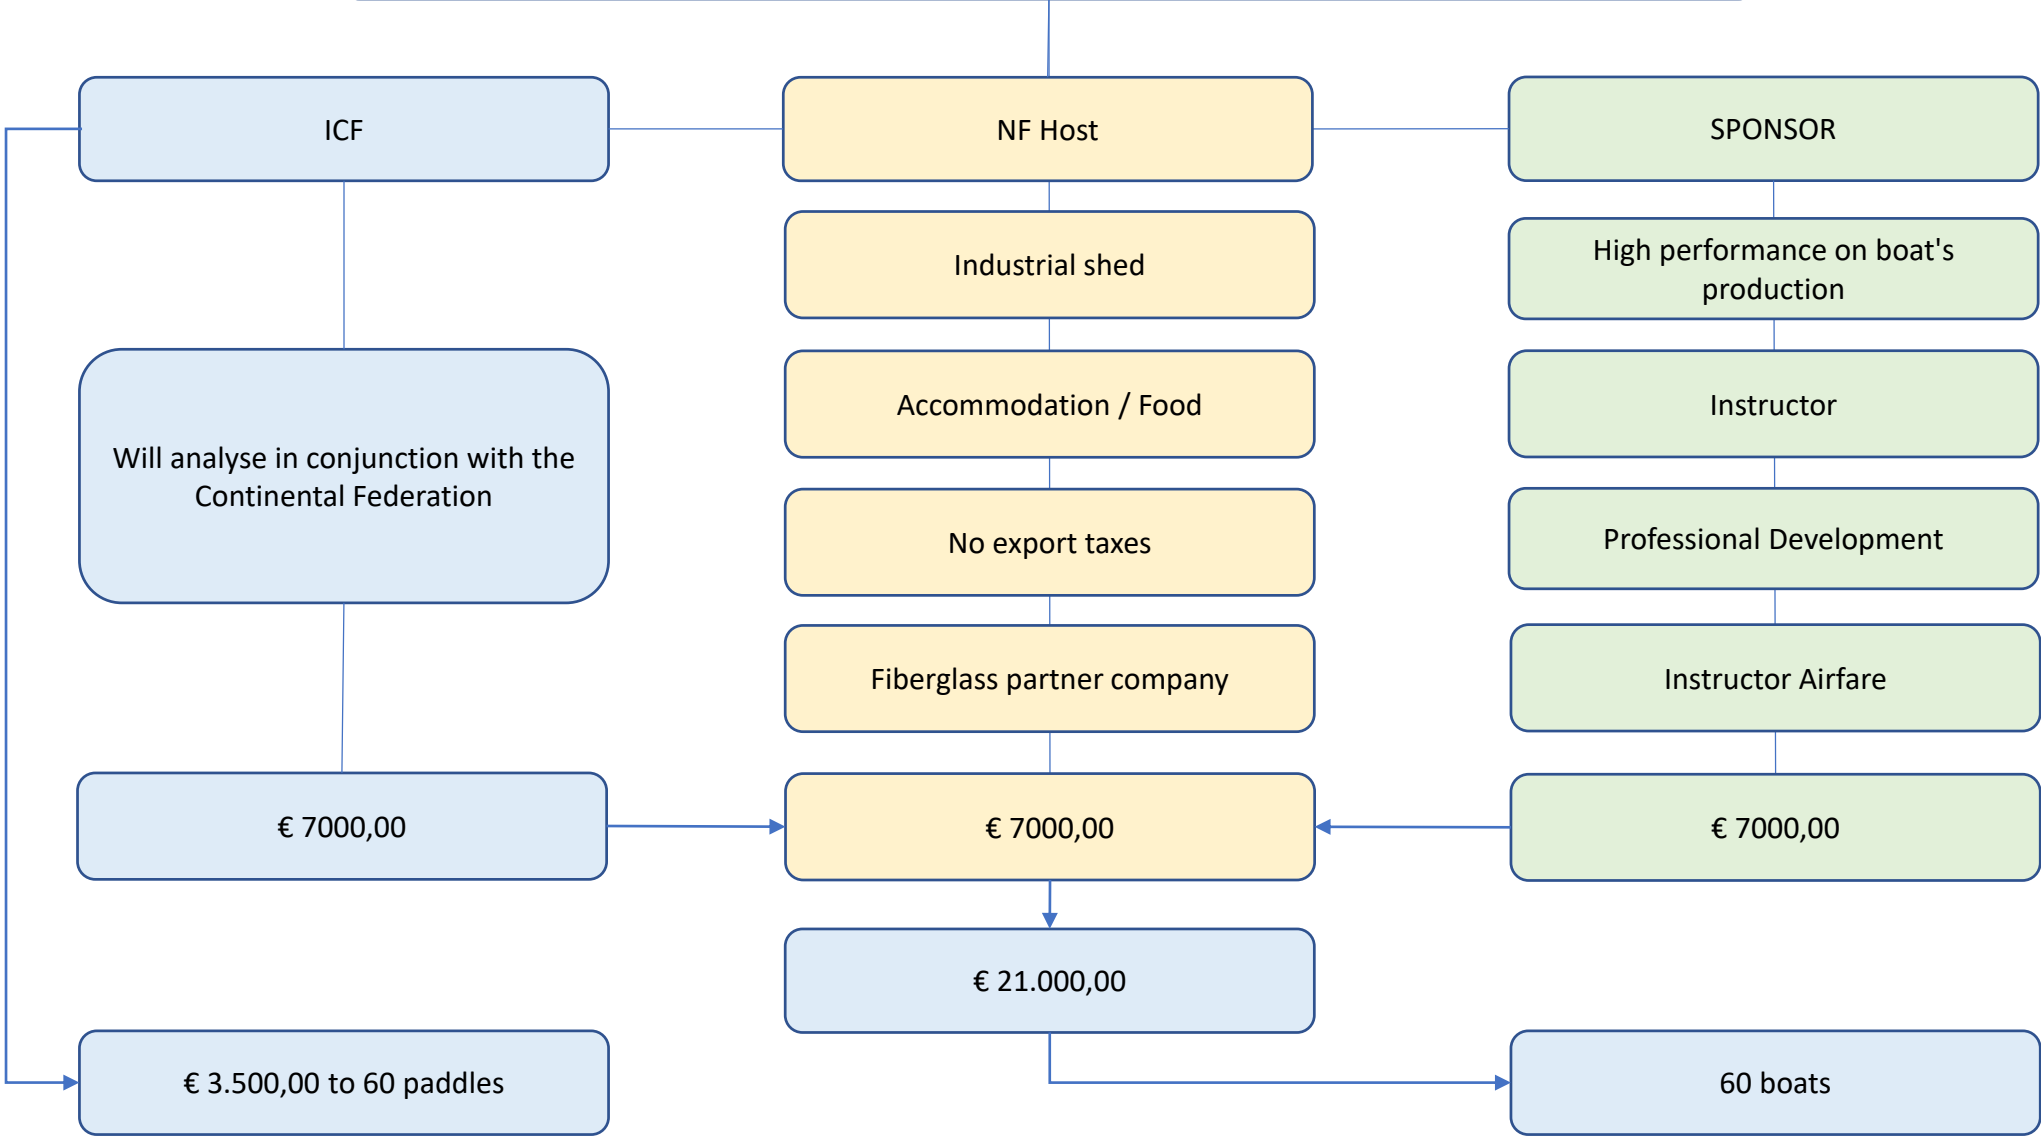 ICF
NF Host
SPONSOR
Industrial shed
High performance on boat's
production
Accommodation / Food
Instructor
Will analyse in conjunction with the
Continental Federation
No export taxes
Professional Development
Fiberglass partner company
Instructor Airfare
€ 7000,00
€ 7000,00
€ 7000,00
€ 21.000,00
€ 3.500,00 to 60 paddles
60 boats